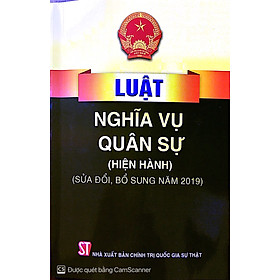 LUẬT
NGHĨA VỤ
QUÂN SỰ
(HIỆN HÀNH)
(SỬA ĐỔI, BỔ SUNG NĂM 2019)
ST NHÀ XUẤT BẢN CHÍNH TRỊ QUỐC GIA SỰ THẬT
CS Được quét bằng CamScanner